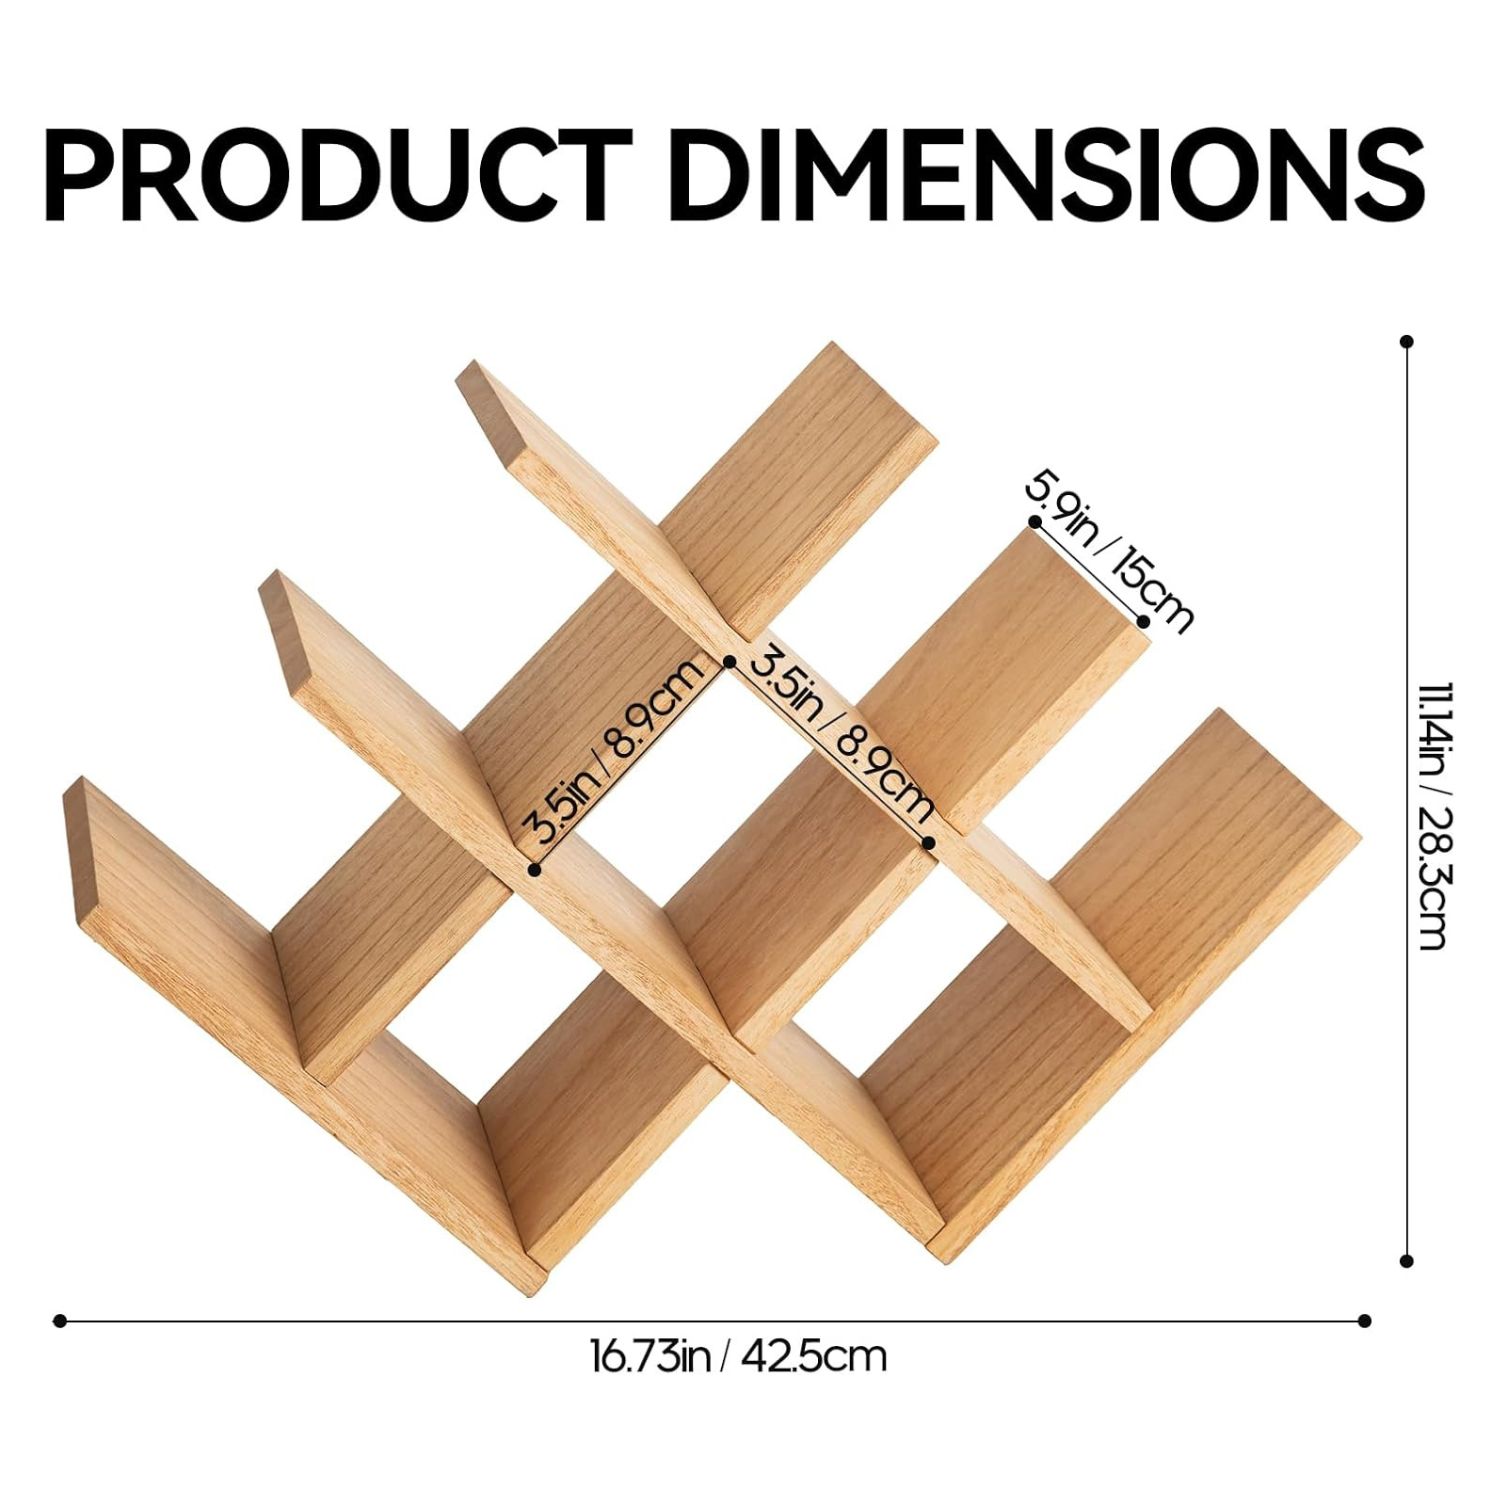 PRODUCT DIMENSIONS
5.9in / 15cm
3.5in / 8.9cm
3.5in / 8.9cm
11.14in / 28.3cm
16.73in / 42.5cm